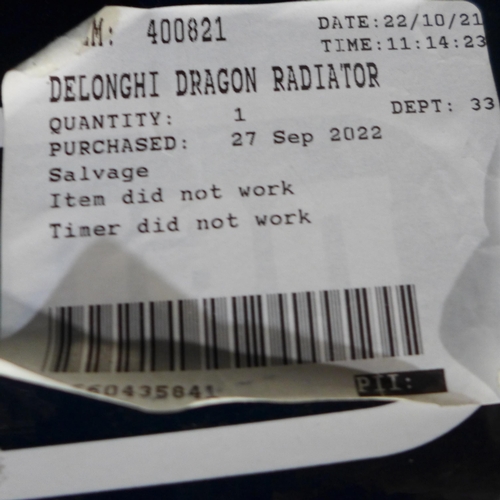 M: 400821
DATE:22/10/21
TIME:11:14:23
DELONGHI DRAGON RADIATOR
QUANTITY: 1
DEPT: 33
PURCHASED: 27 Sep 2022
Salvage
Item did not work
Timer did not work
60435841
PII: